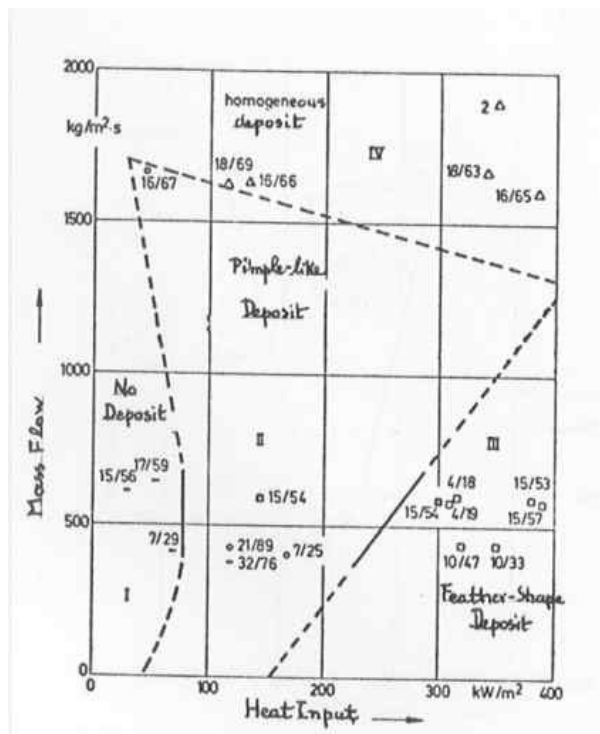 2000
kg/m²·s
homogeneous
deposit
IV
2
18/69
16/66
18/63
16/65
16/67
1500
Pimple-like
Deposit
1000
No
Deposit
II
III
15/56
17/59
15/54
4/18
15/53
15/54
4/19
15/57
500
7/29
21/89
7/25
32/76
10/47
10/33
I
Feather-Shape
Deposit
0
0
100
200
300
kW/m²
400
Mass Flow
Heat Input